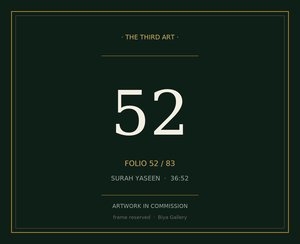 · THE THIRD ART ·
52
FOLIO 52 / 83
SURAH YASEEN · 36:52
ARTWORK IN COMMISSION
frame reserved · Biya Gallery